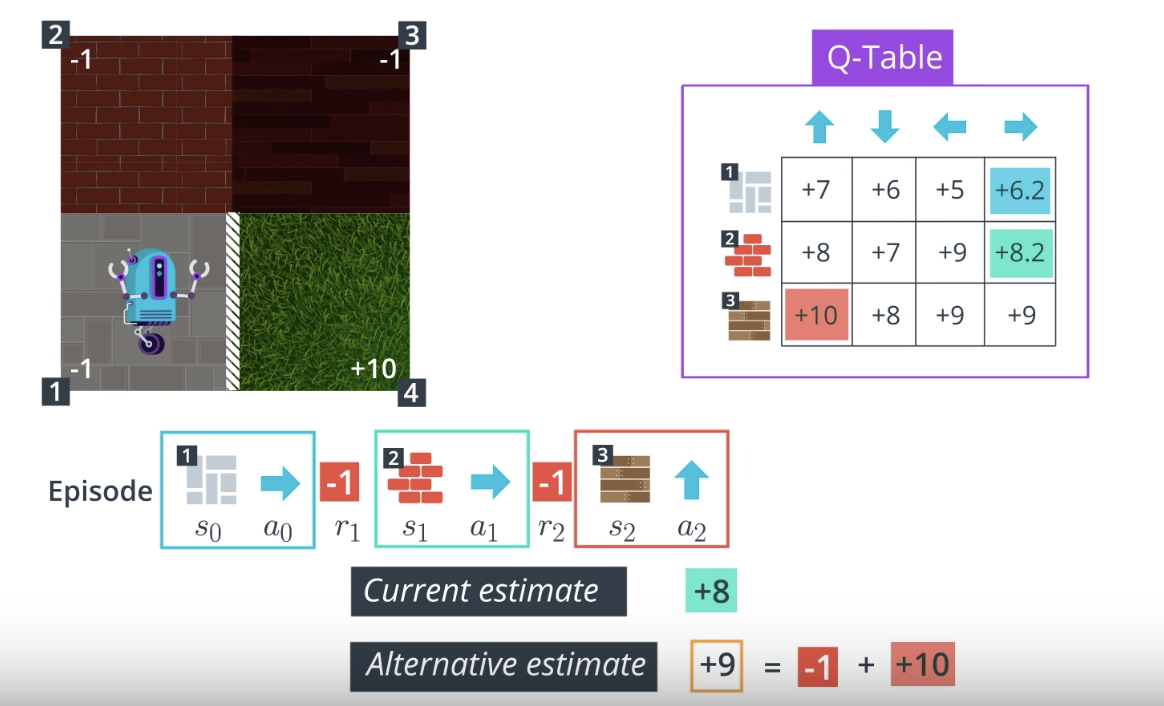 2
-1
-1
3
-1
1
+10
4
Q-Table
1
+7 +6 +5 +6.2
2
+8 +7 +9 +8.2
3
+10 +8 +9 +9
Episode
1
-1
2
-1
3
s0 a0 r1 s1 a1 r2 s2 a2
Current estimate +8
Alternative estimate +9 = -1 + +10